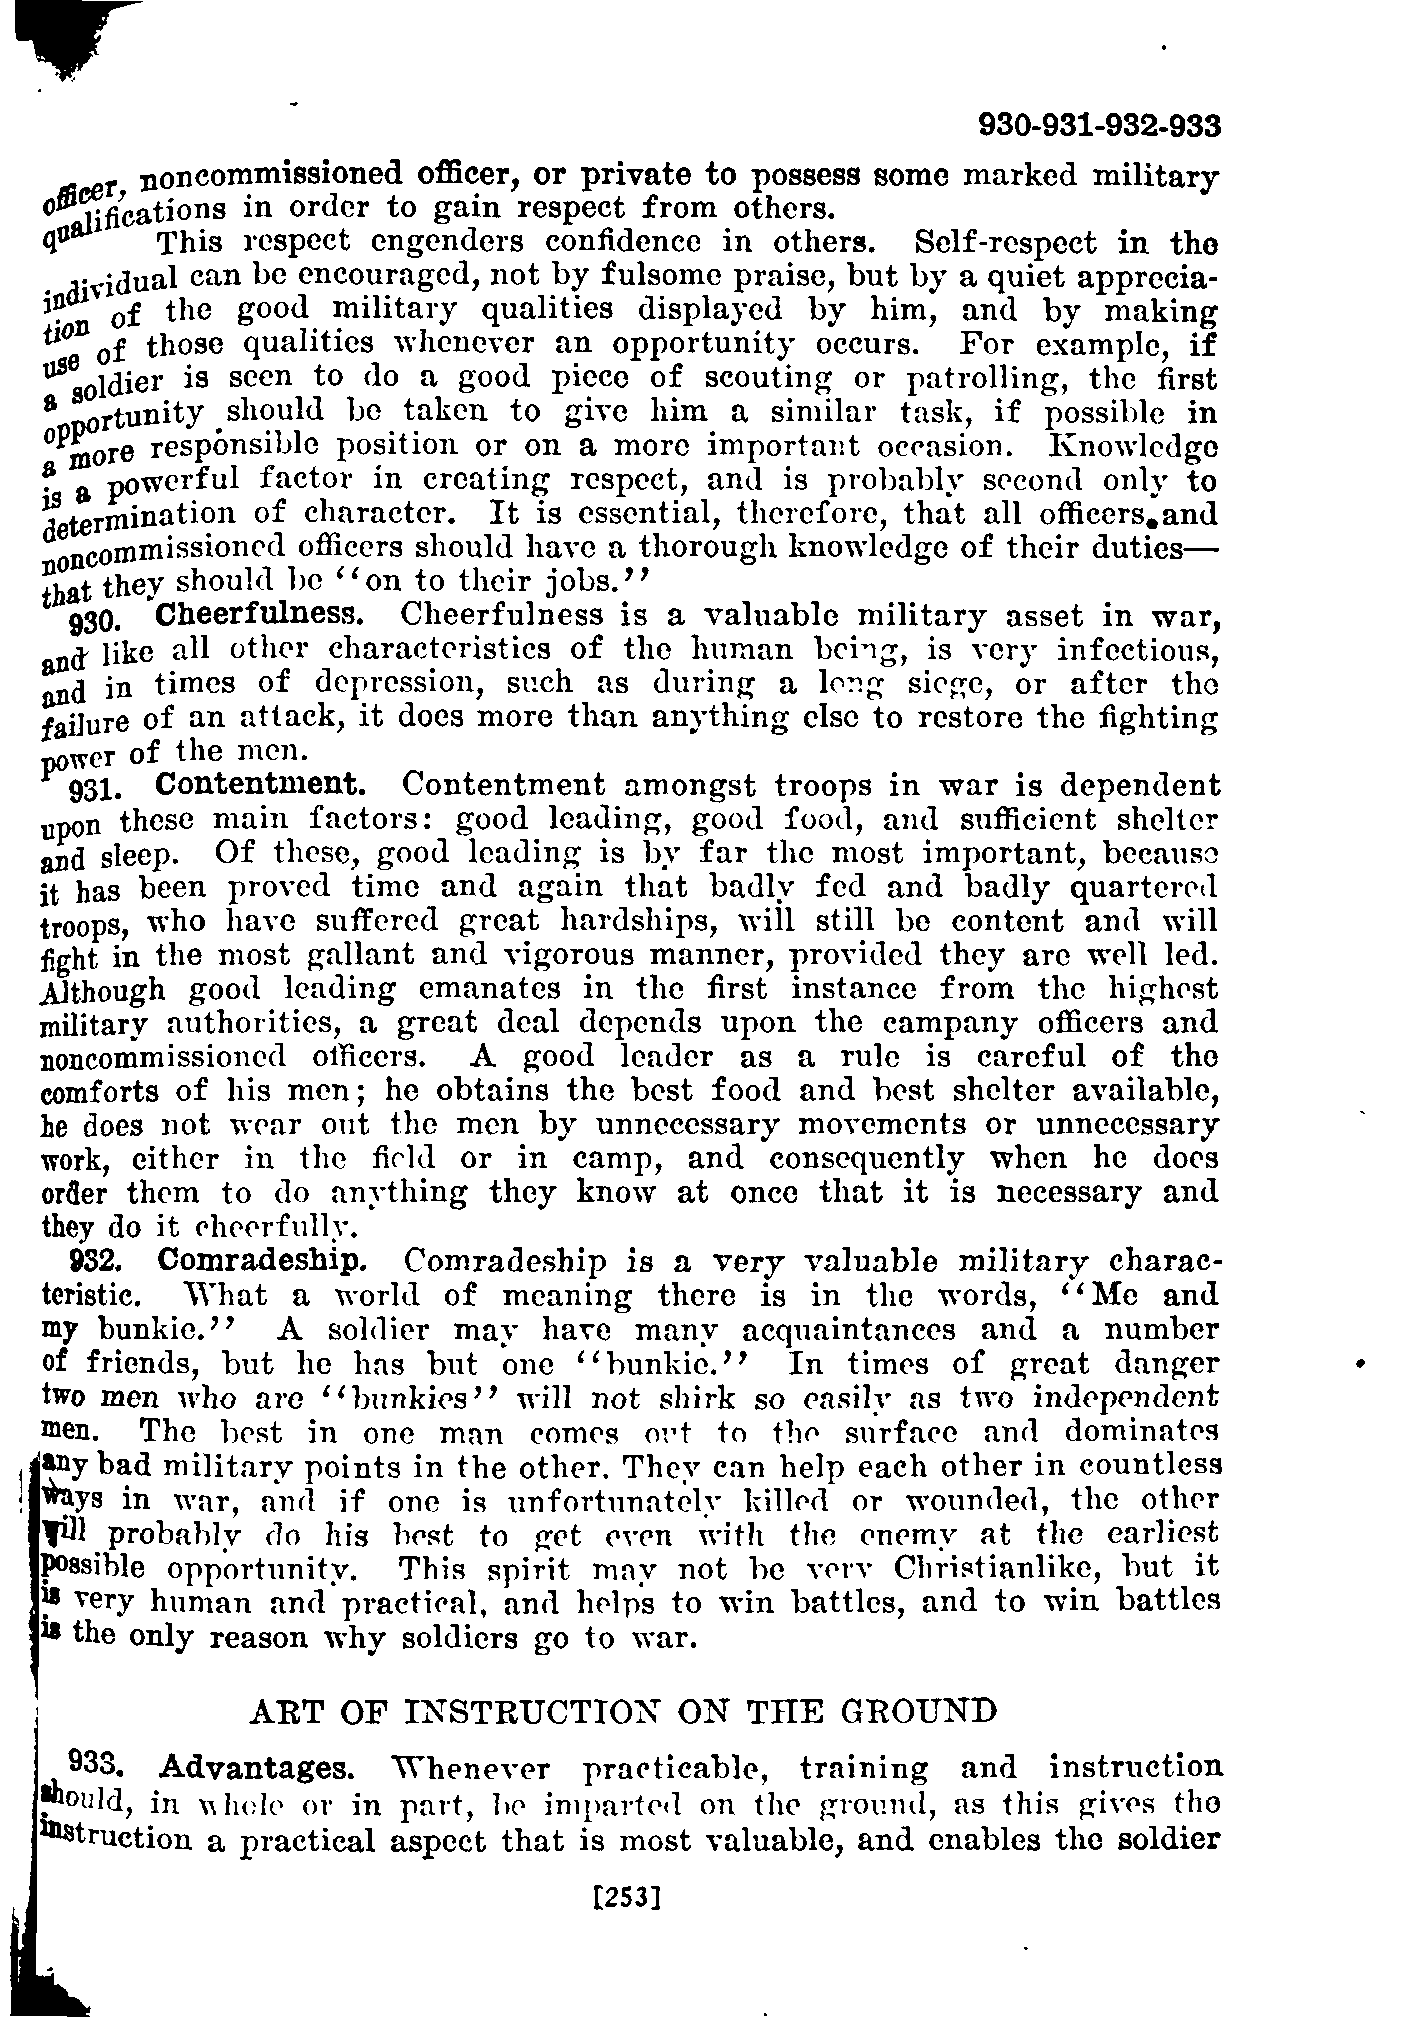 930-931-932-933
officer, noncommissioned officer, or private to possess some marked military
qualifications in order to gain respect from others.
This respect engenders confidence in others. Self-respect in the
individual can be encouraged, not by fulsome praise, but by a quiet apprecia-
tion of the good military qualities displayed by him, and by making
use of those qualities whenever an opportunity occurs. For example, if
a soldier is seen to do a good piece of scouting or patrolling, the first
opportunity should be taken to give him a similar task, if possible in
a more responsible position or on a more important occasion. Knowledge
is a powerful factor in creating respect, and is probably second only to
determination of character. It is essential, therefore, that all officers and
noncommissioned officers should have a thorough knowledge of their duties—
that they should be “on to their jobs.”
930. Cheerfulness. Cheerfulness is a valuable military asset in war,
and like all other characteristics of the human being, is very infectious,
and in times of depression, such as during a long siege, or after the
failure of an attack, it does more than anything else to restore the fighting
power of the men.
931. Contentment. Contentment amongst troops in war is dependent
upon these main factors: good leading, good food, and sufficient shelter
and sleep. Of these, good leading is by far the most important, because
it has been proved time and again that badly fed and badly quartered
troops, who have suffered great hardships, will still be content and will
fight in the most gallant and vigorous manner, provided they are well led.
Although good leading emanates in the first instance from the highest
military authorities, a great deal depends upon the campany officers and
noncommissioned officers. A good leader as a rule is careful of the
comforts of his men; he obtains the best food and best shelter available,
he does not wear out the men by unnecessary movements or unnecessary
work, either in the field or in camp, and consequently when he does
order them to do anything they know at once that it is necessary and
they do it cheerfully.
932. Comradeship. Comradeship is a very valuable military charac-
teristic. What a world of meaning there is in the words, “Me and
my bunkie.” A soldier may have many acquaintances and a number
of friends, but he has but one “bunkie.” In times of great danger
two men who are “bunkies” will not shirk so easily as two independent
men. The best in one man comes out to the surface and dominates
any bad military points in the other. They can help each other in countless
ways in war, and if one is unfortunately killed or wounded, the other
will probably do his best to get even with the enemy at the earliest
possible opportunity. This spirit may not be very Christianlike, but it
is very human and practical, and helps to win battles, and to win battles
is the only reason why soldiers go to war.
ART OF INSTRUCTION ON THE GROUND
933. Advantages. Whenever practicable, training and instruction
should, in whole or in part, be imparted on the ground, as this gives the
instruction a practical aspect that is most valuable, and enables the soldier
[253]